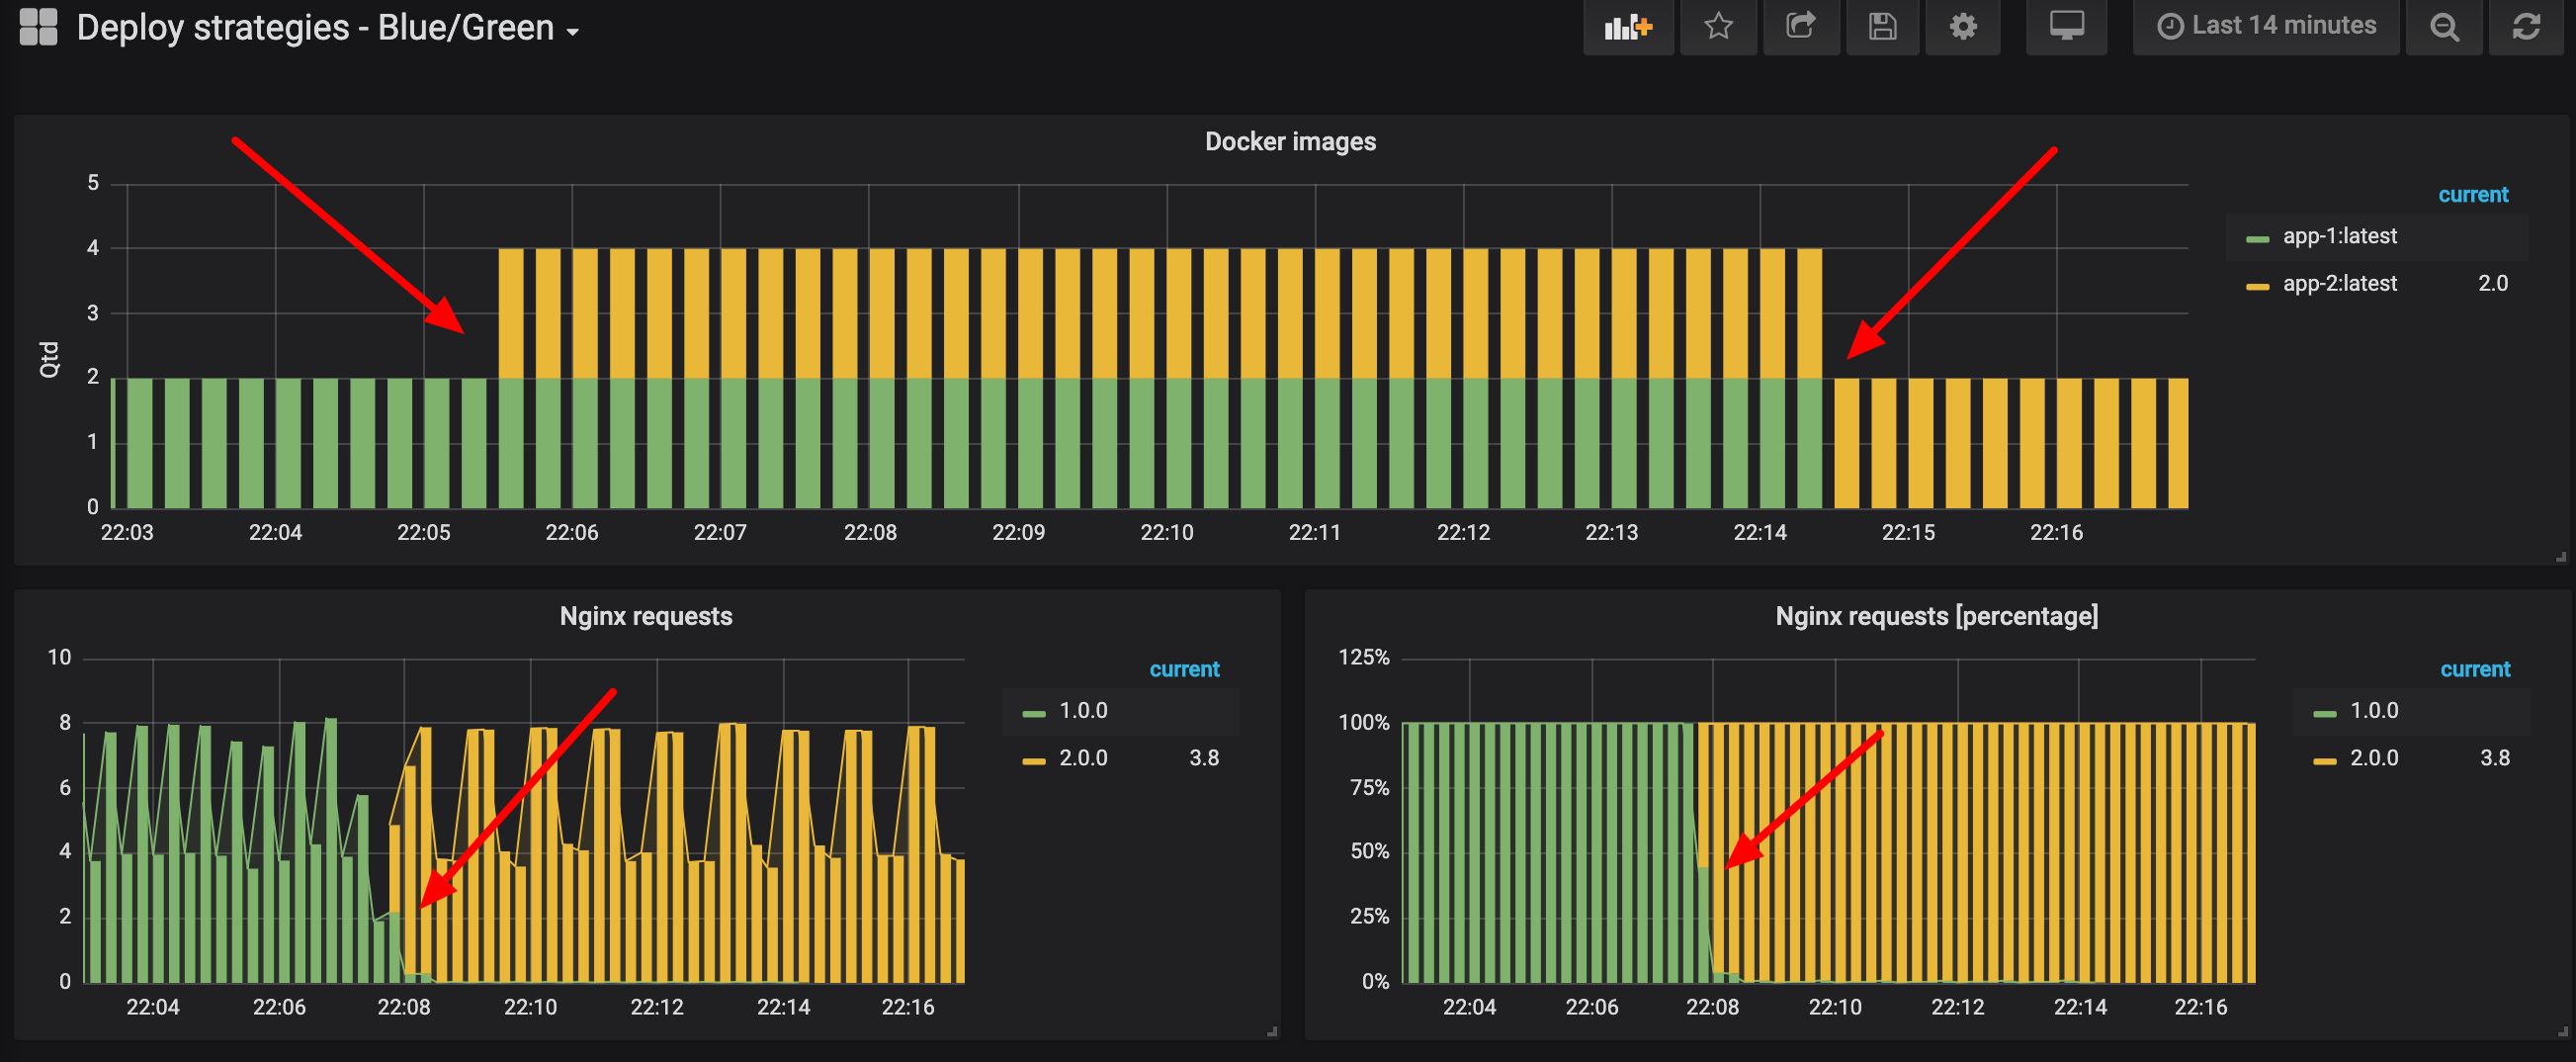 Deploy strategies - Blue/Green
Last 14 minutes
Docker images
5
4
3
2
1
0
Qtd
22:03 22:04 22:05 22:06 22:07 22:08 22:09 22:10 22:11 22:12 22:13 22:14 22:15 22:16
current
app-1:latest
app-2:latest 2.0
Nginx requests
10
8
6
4
2
0
22:04 22:06 22:08 22:10 22:12 22:14 22:16
current
1.0.0
2.0.0 3.8
Nginx requests [percentage]
125%
100%
75%
50%
25%
0%
22:04 22:06 22:08 22:10 22:12 22:14 22:16
current
1.0.0
2.0.0 3.8